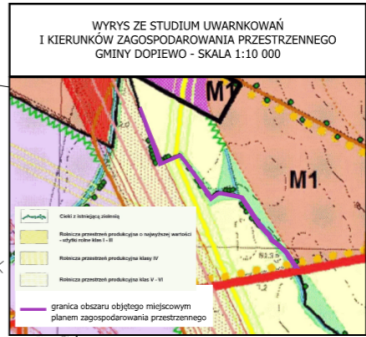 WYRYS ZE STUDIUM UWARNKOWAŃ
I KIERUNKÓW ZAGOSPODAROWANIA PRZESTRZENNEGO
GMINY DOPIEWO - SKALA 1:10 000
M1
M1
Cieki z istniejącą zielenią
Rolnicza przestrzeń produkcyjna o najwyższej wartości
- użytki rolne klas I - III
Rolnicza przestrzeń produkcyjna klasy IV
Rolnicza przestrzeń produkcyjna klas V - VI
granica obszaru objętego miejscowym
planem zagospodarowania przestrzennego